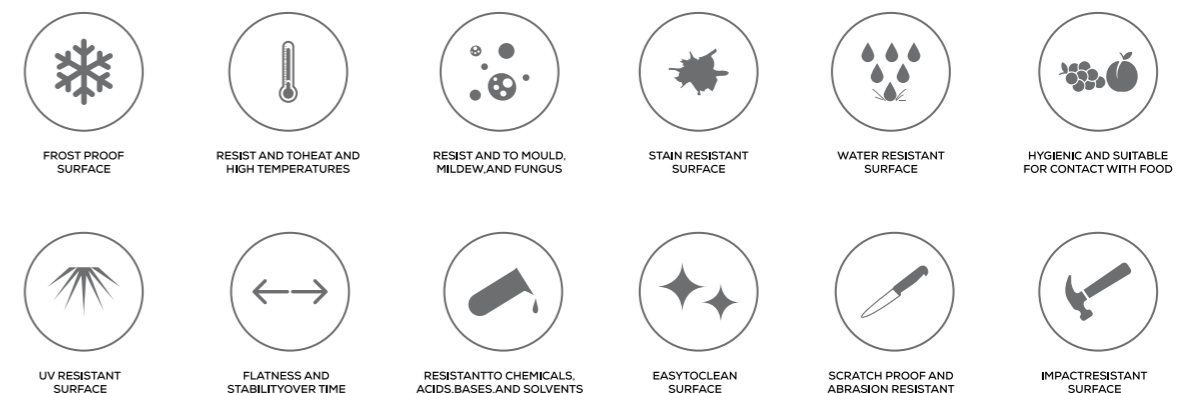 FROST PROOF
SURFACE
RESIST AND TOHEAT AND
HIGH TEMPERATURES
RESIST AND TO MOULD,
MILDEW,AND FUNGUS
STAIN RESISTANT
SURFACE
WATER RESISTANT
SURFACE
HYGIENIC AND SUITABLE
FOR CONTACT WITH FOOD
UV RESISTANT
SURFACE
FLATNESS AND
STABILITYOVER TIME
RESISTANTTO CHEMICALS,
ACIDS.BASES.AND SOLVENTS
EASYTOCLEAN
SURFACE
SCRATCH PROOF AND
ABRASION RESISTANT
IMPACTRESISTANT
SURFACE